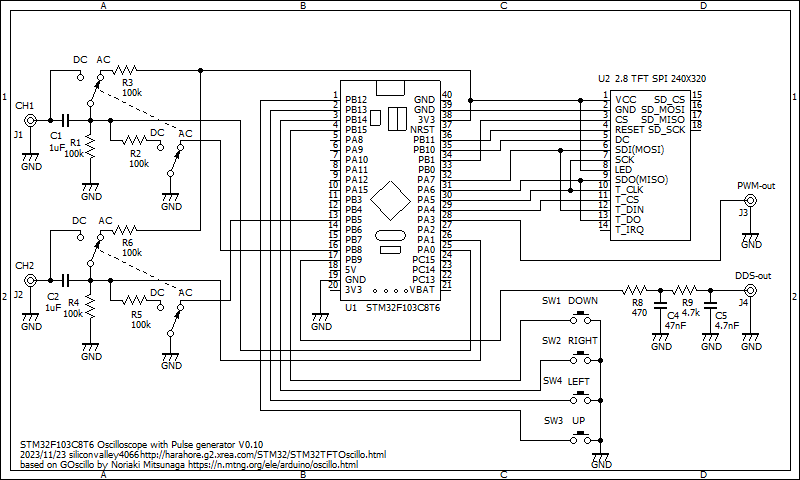 A B C D
1
1
2
2
DC AC
R3
100k
CH1
J1
GND
C1
1uF
R1
100k
GND
R2
100k
DC AC
GND
DC AC
R6
100k
CH2
J2
GND
C2
1uF
R4
100k
GND
R5
100k
DC AC
GND
1 PB12 GND 40
2 PB13 GND 39
3 PB14 3V3 38
4 PB15 NRST 37
5 PA8 PB11 36
6 PA9 PB10 35
7 PA10 PB1 34
8 PA11 PB0 33
9 PA12 PA7 32
10 PA15 PA6 31
11 PB3 PA5 30
12 PB4 PA4 29
13 PB5 PA3 28
14 PB6 PA2 27
15 PB7 PA1 26
16 PB8 PA0 25
17 PB9 PC15 24
18 5V PC14 23
19 GND PC13 22
20 3V3 VBAT 21
U1 STM32F103C8T6
GND
U2 2.8 TFT SPI 240X320
1 VCC SD_CS 15
2 GND SD_MOSI 16
3 CS SD_MISO 17
4 RESET SD_SCK 18
5 DC
6 SDI(MOSI)
7 SCK
8 LED
9 SDO(MISO)
10 T_CLK
11 T_CS
12 T_DIN
13 T_DO
14 T_IRQ
PWM-out
J3
GND
DDS-out
J4
GND
R8
470
C4
47nF
GND
R9
4.7k
C5
4.7nF
GND
SW1 DOWN
SW2 RIGHT
SW4 LEFT
SW3 UP
GND
STM32F103C8T6 Oscilloscope with Pulse generator V0.10
2023/11/23 siliconvalley4066http://harahore.g2.xrea.com/STM32/STM32TFTOscillo.html
based on GOscillo by Noriaki Mitsunaga https://n.mtng.org/ele/arduino/oscillo.html
A B C D